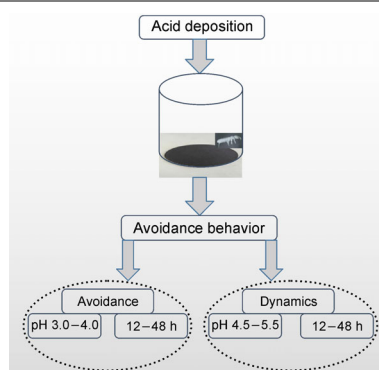 Acid deposition
Avoidance behavior
Avoidance
pH 3.0–4.0
12–48 h
Dynamics
pH 4.5–5.5
12–48 h